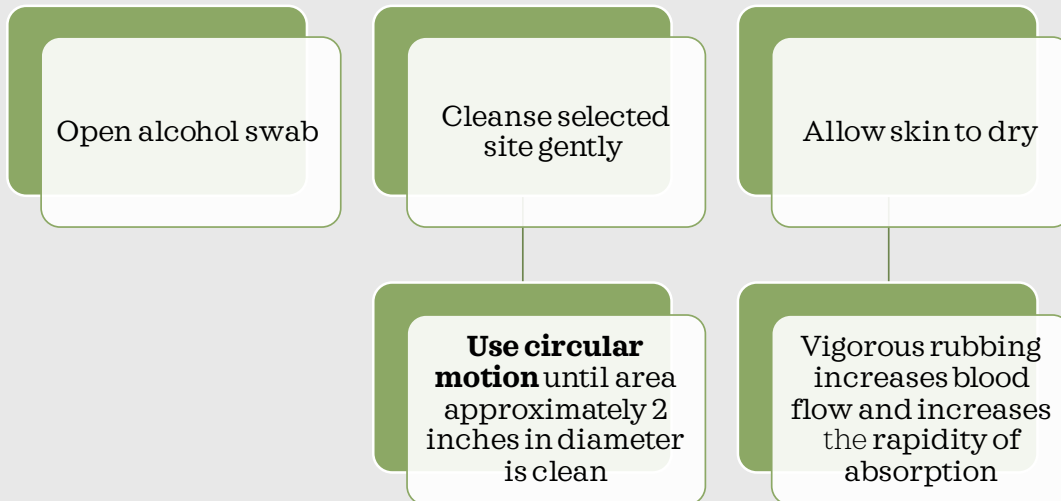 Open alcohol swab
Cleanse selected
site gently
Allow skin to dry
Use circular
motion until area
approximately 2
inches in diameter
is clean
Vigorous rubbing
increases blood
flow and increases
the rapidity of
absorption